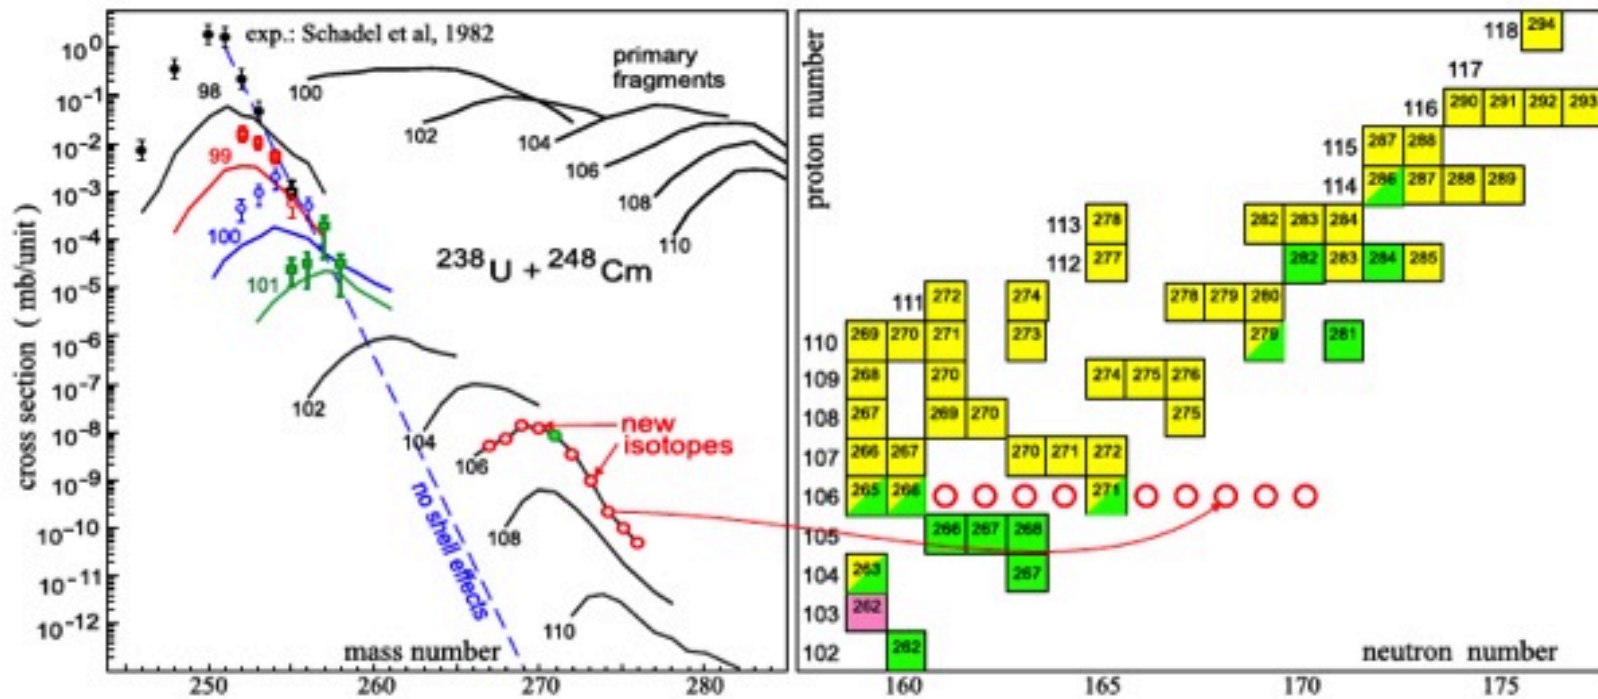 exp.: Schadel et al, 1982
primary
fragments
10⁰
10⁻¹
10⁻²
10⁻³
10⁻⁴
10⁻⁵
10⁻⁶
10⁻⁷
10⁻⁸
10⁻⁹
10⁻¹⁰
10⁻¹¹
10⁻¹²
cross section ( mb/unit )
98
99
100
101
102
104
106
108
110
100
102
104
106
108
110
²³⁸U + ²⁴⁸Cm
new
isotopes
no shell effects
mass number
250 260 270 280
proton number
118 294
117
116 290 291 292 293
115 287 288
114 286 287 288 289
113 278 282 283 284
112 277 282 283 284 285
111 272 274 278 279 280
110 269 270 271 273 279 281
109 268 270 274 275 276
108 267 269 270 275
107 266 267 270 271 272
106 265 266 271
105 266 267 268
104 263 267
103 262
102 262
neutron number
160 165 170 175